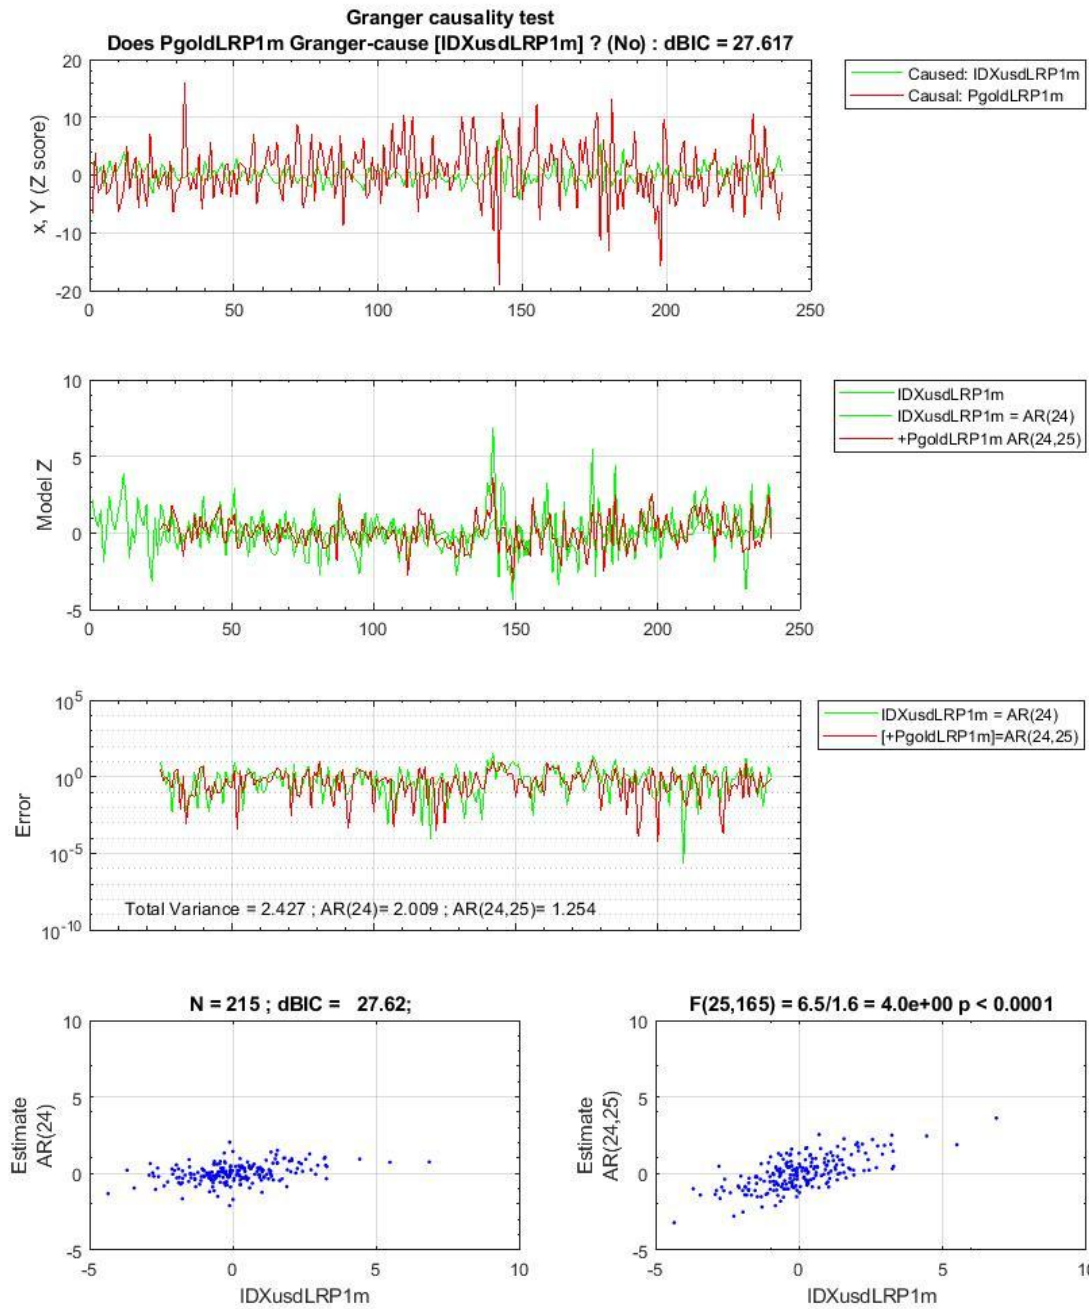 Granger causality test
Does PgoldLRP1m Granger-cause [IDXusdLRP1m] ? (No) : dBIC = 27.617
x, Y (Z score)
20
10
0
-10
-20
0
50
100
150
200
250
Caused: IDXusdLRP1m
Causal: PgoldLRP1m
Model Z
10
5
0
-5
0
50
100
150
200
250
IDXusdLRP1m
IDXusdLRP1m = AR(24)
+PgoldLRP1m AR(24,25)
Error
10^5
10^0
10^-5
10^-10
Total Variance = 2.427 ; AR(24)= 2.009 ; AR(24,25)= 1.254
IDXusdLRP1m = AR(24)
[+PgoldLRP1m]=AR(24,25)
N = 215 ; dBIC = 27.62;
Estimate
AR(24)
10
5
0
-5
-5
0
5
10
IDXusdLRP1m
F(25,165) = 6.5/1.6 = 4.0e+00 p < 0.0001
Estimate
AR(24,25)
10
5
0
-5
-5
0
5
10
IDXusdLRP1m